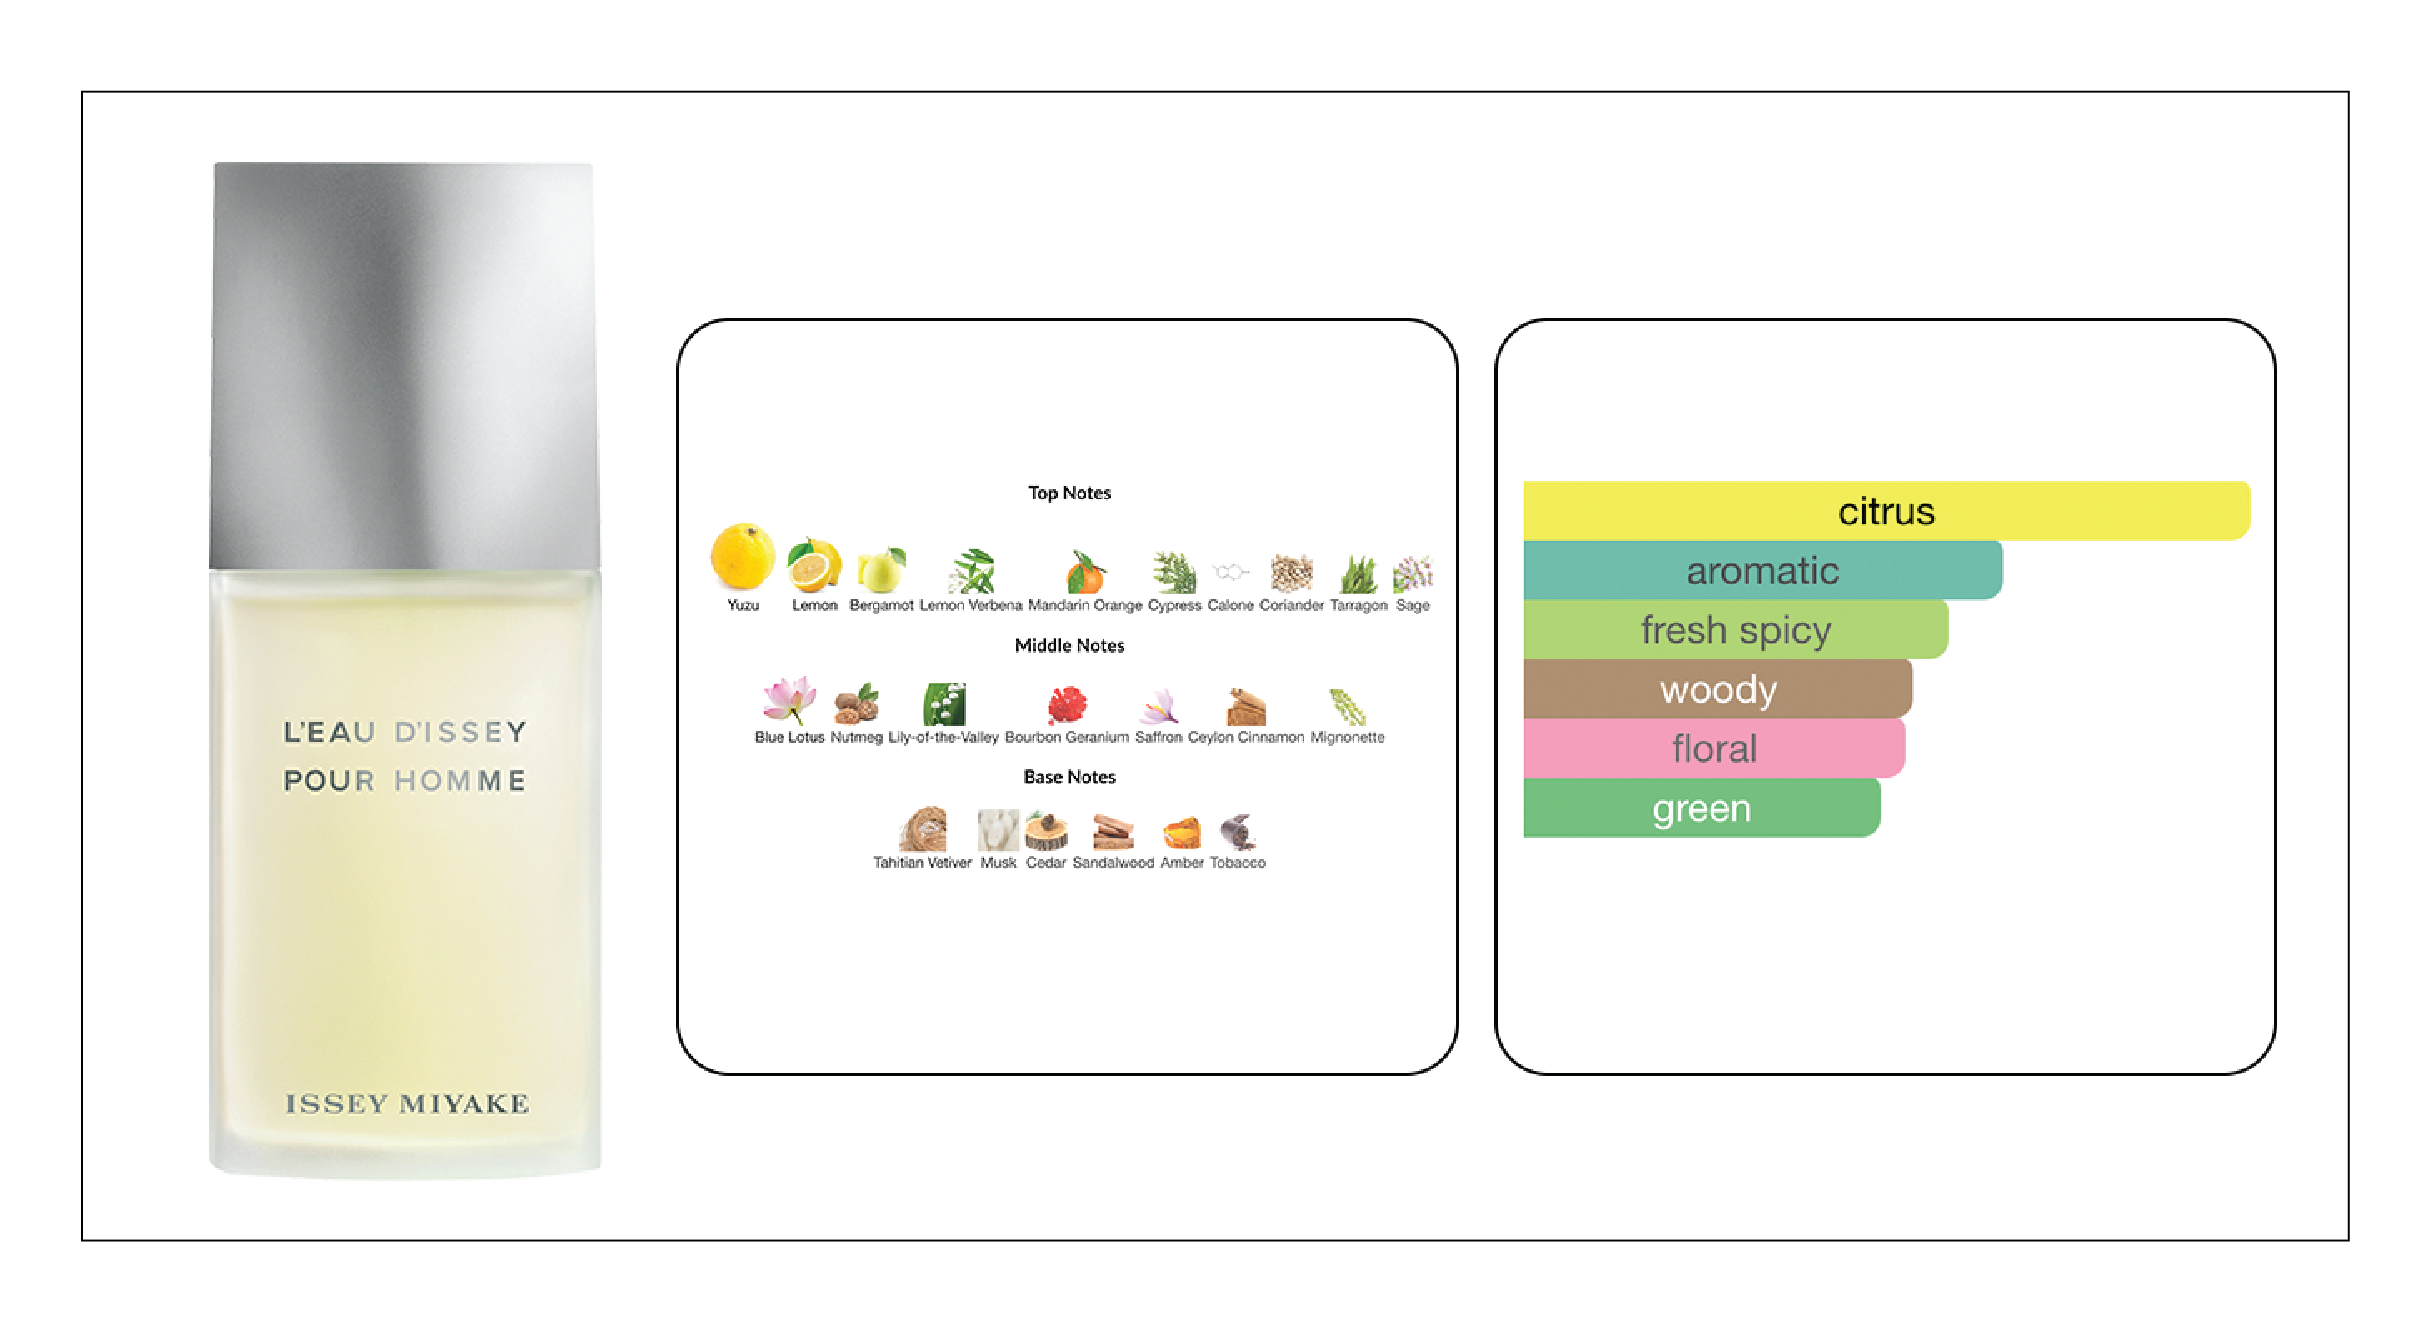 L'EAU D'ISSEY
POUR HOMME
ISSEY MIYAKE
Top Notes
Yuzu Lemon Bergamot Lemon Verbena Mandarin Orange Cypress Calone Coriander Tarragon Sage
Middle Notes
Blue Lotus Nutmeg Lily-of-the-Valley Bourbon Geranium Saffron Ceylon Cinnamon Mignonette
Base Notes
Tahitian Vetiver Musk Cedar Sandalwood Amber Tobacco
citrus
aromatic
fresh spicy
woody
floral
green